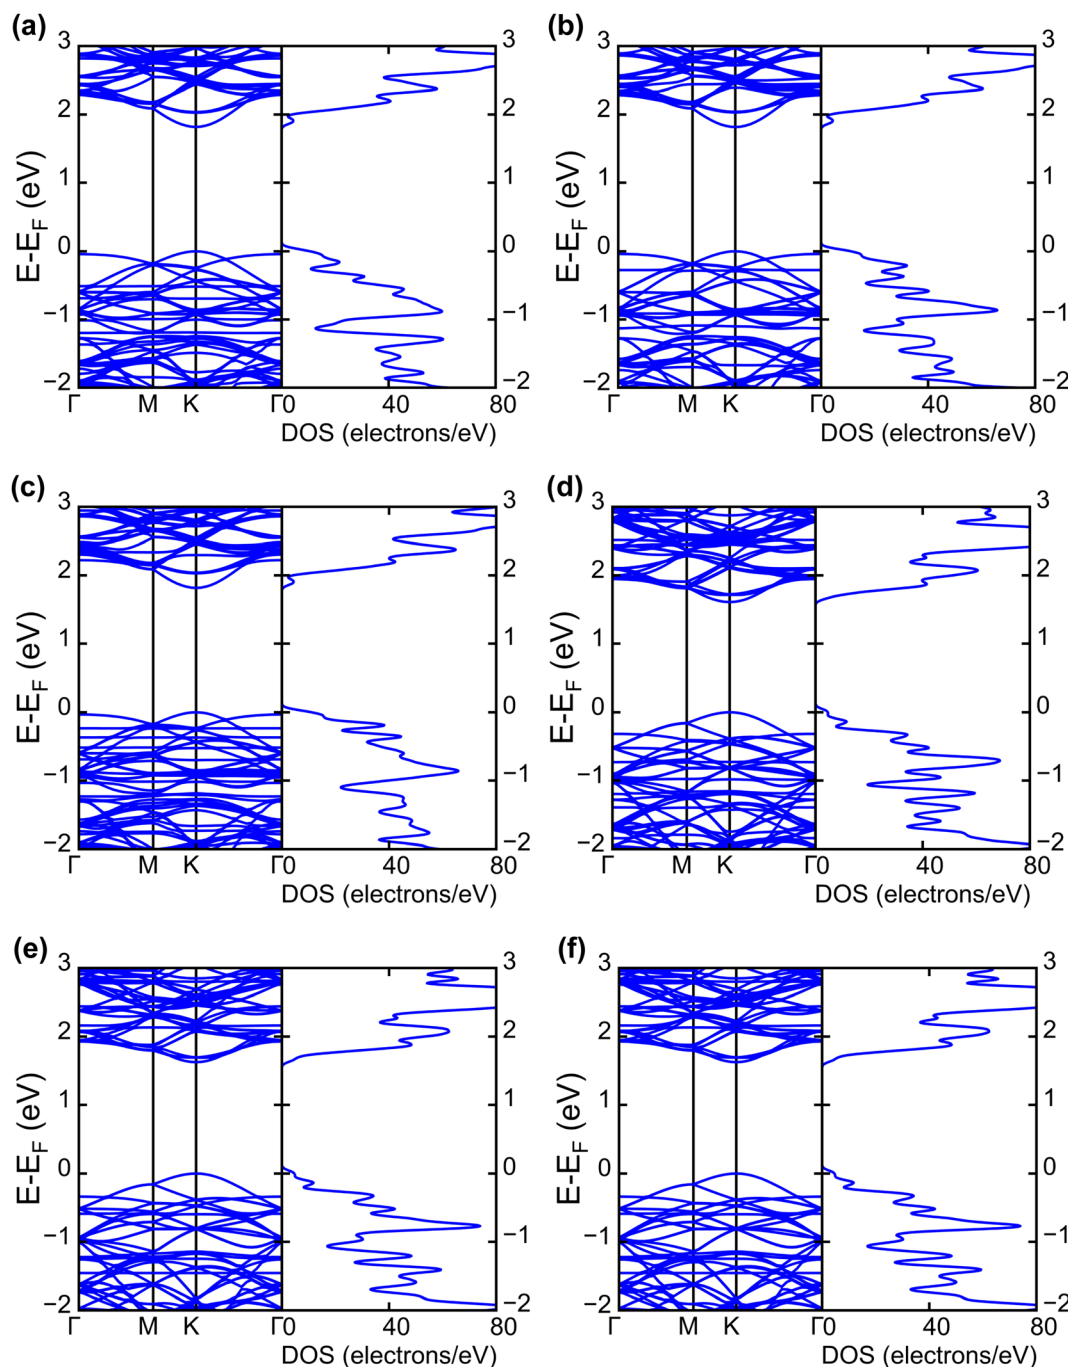 (a) (b)
3 3 3 3
2 2 2 2
1 1 1 1
0 0 0 0
−1 −1 −1 −1
−2 −2 −2 −2
E-E_F (eV) E-E_F (eV)
Γ M K Γ0 40 80 Γ M K Γ0 40 80
DOS (electrons/eV) DOS (electrons/eV)
(c) (d)
3 3 3 3
2 2 2 2
1 1 1 1
0 0 0 0
−1 −1 −1 −1
−2 −2 −2 −2
E-E_F (eV) E-E_F (eV)
Γ M K Γ0 40 80 Γ M K Γ0 40 80
DOS (electrons/eV) DOS (electrons/eV)
(e) (f)
3 3 3 3
2 2 2 2
1 1 1 1
0 0 0 0
−1 −1 −1 −1
−2 −2 −2 −2
E-E_F (eV) E-E_F (eV)
Γ M K Γ0 40 80 Γ M K Γ0 40 80
DOS (electrons/eV) DOS (electrons/eV)